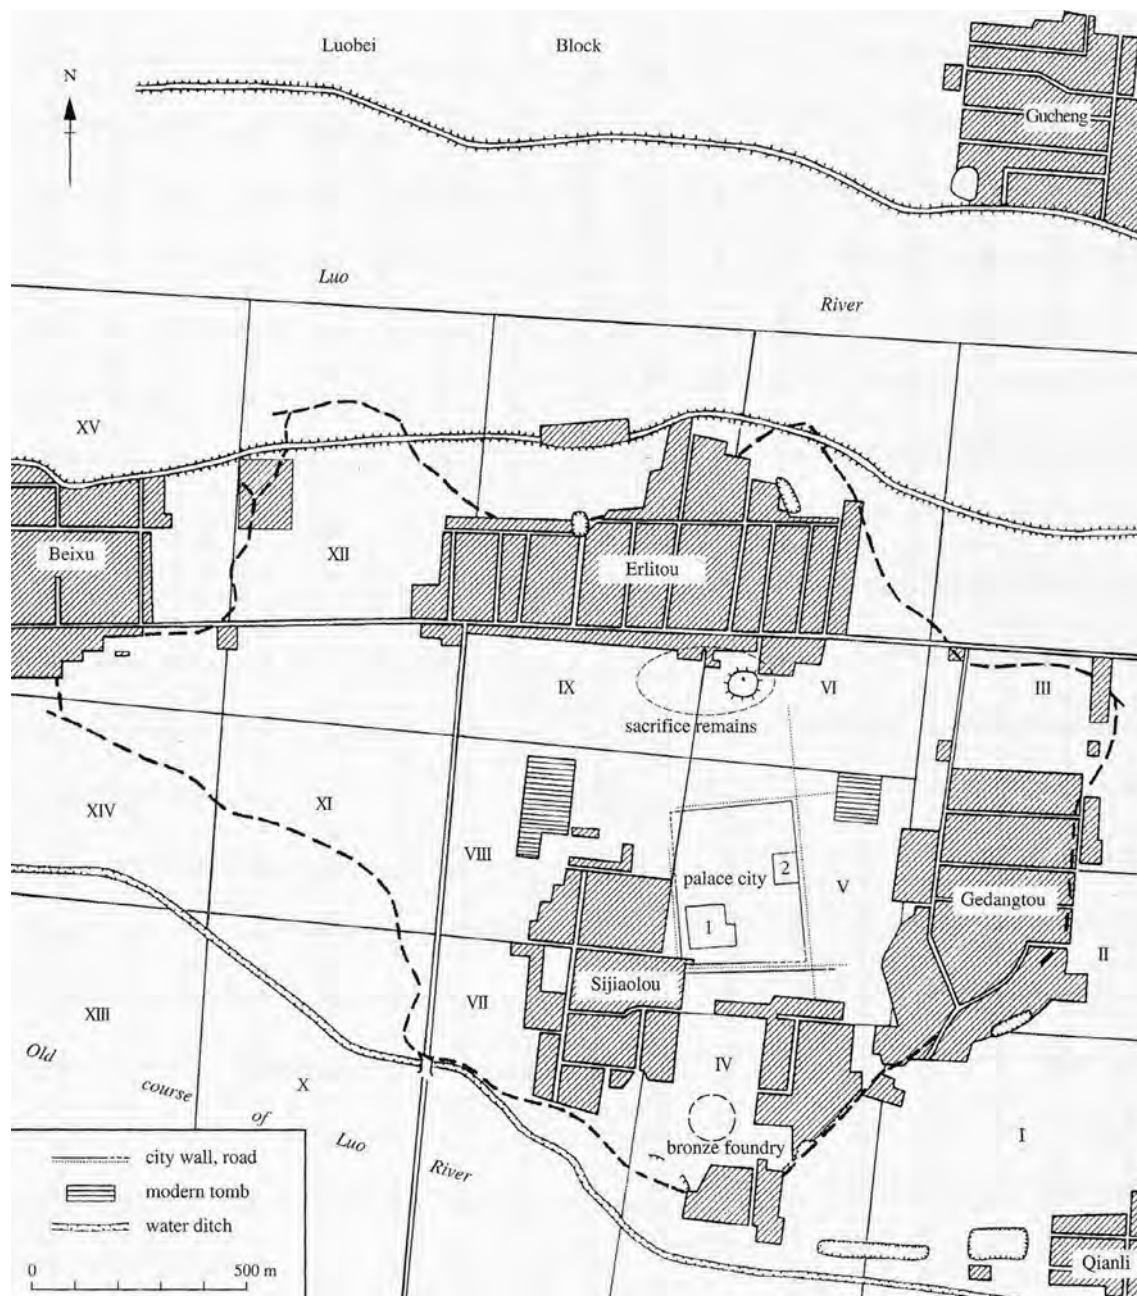 Luobei Block
N
Gucheng
Luo River
XV
Beixu
XII
Erlitou
IX
VI
III
sacrifice remains
XIV
XI
VIII
palace city
2
V
1
Gedangtou
II
Sijiaolou
VII
XIII
IV
X
I
Old course of Luo River
bronze foundry
city wall, road
modern tomb
water ditch
0 500 m
Qianli